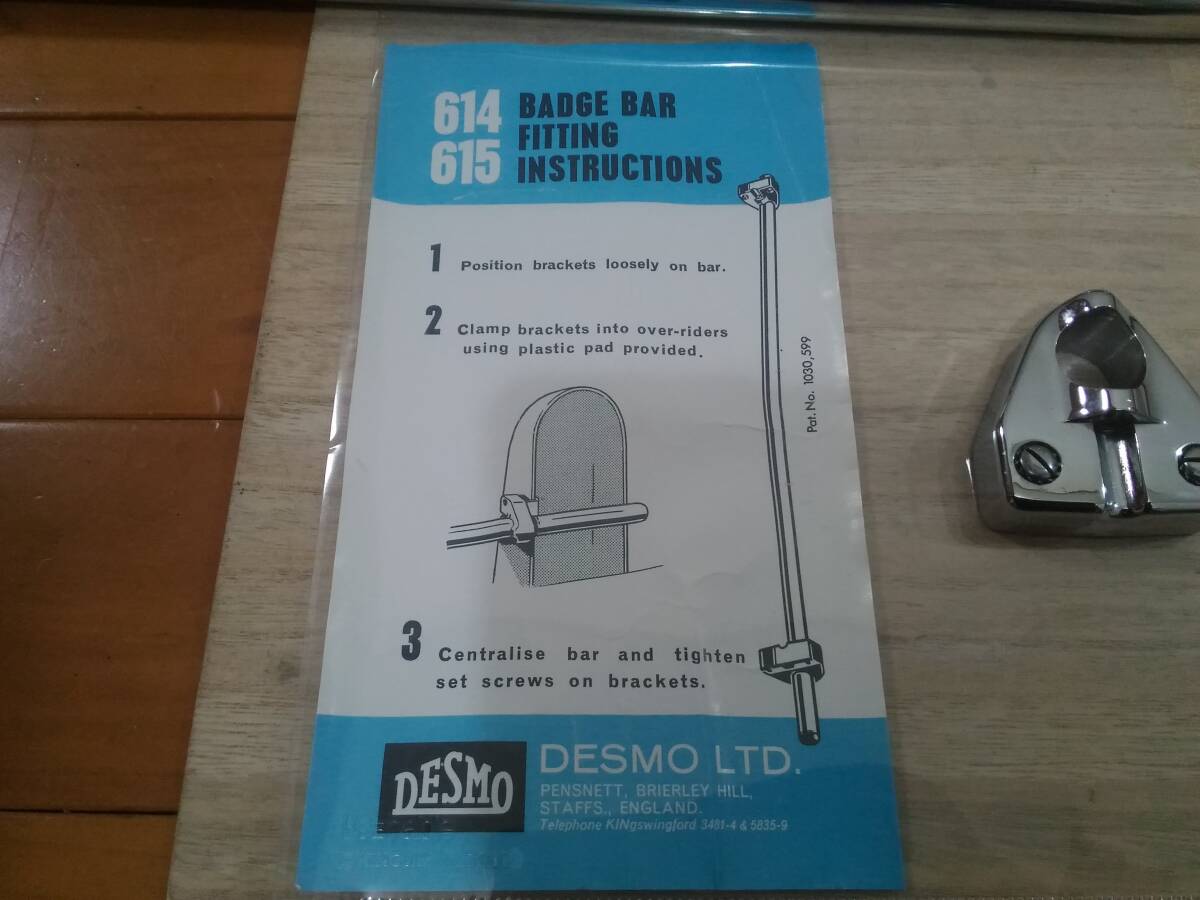 614 BADGE BAR
FITTING
615 INSTRUCTIONS
1 Position brackets loosely on bar.
2 Clamp brackets into over-riders
using plastic pad provided.
Pat. No. 1030,599
3 Centralise bar and tighten
set screws on brackets.
DESMO
DESMO LTD.
PENSNETT, BRIERLEY HILL,
STAFFS., ENGLAND.
Telephone KINgswingford 3481-4 & 5835-9